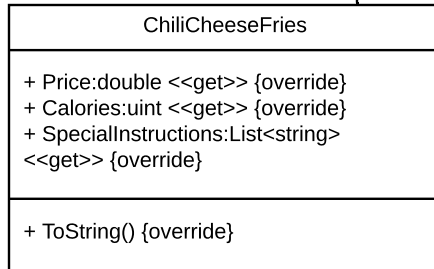 ChiliCheeseFries
+ Price:double <<get>> {override}
+ Calories:uint <<get>> {override}
+ SpecialInstructions:List<string>
<<get>> {override}
+ ToString() {override}